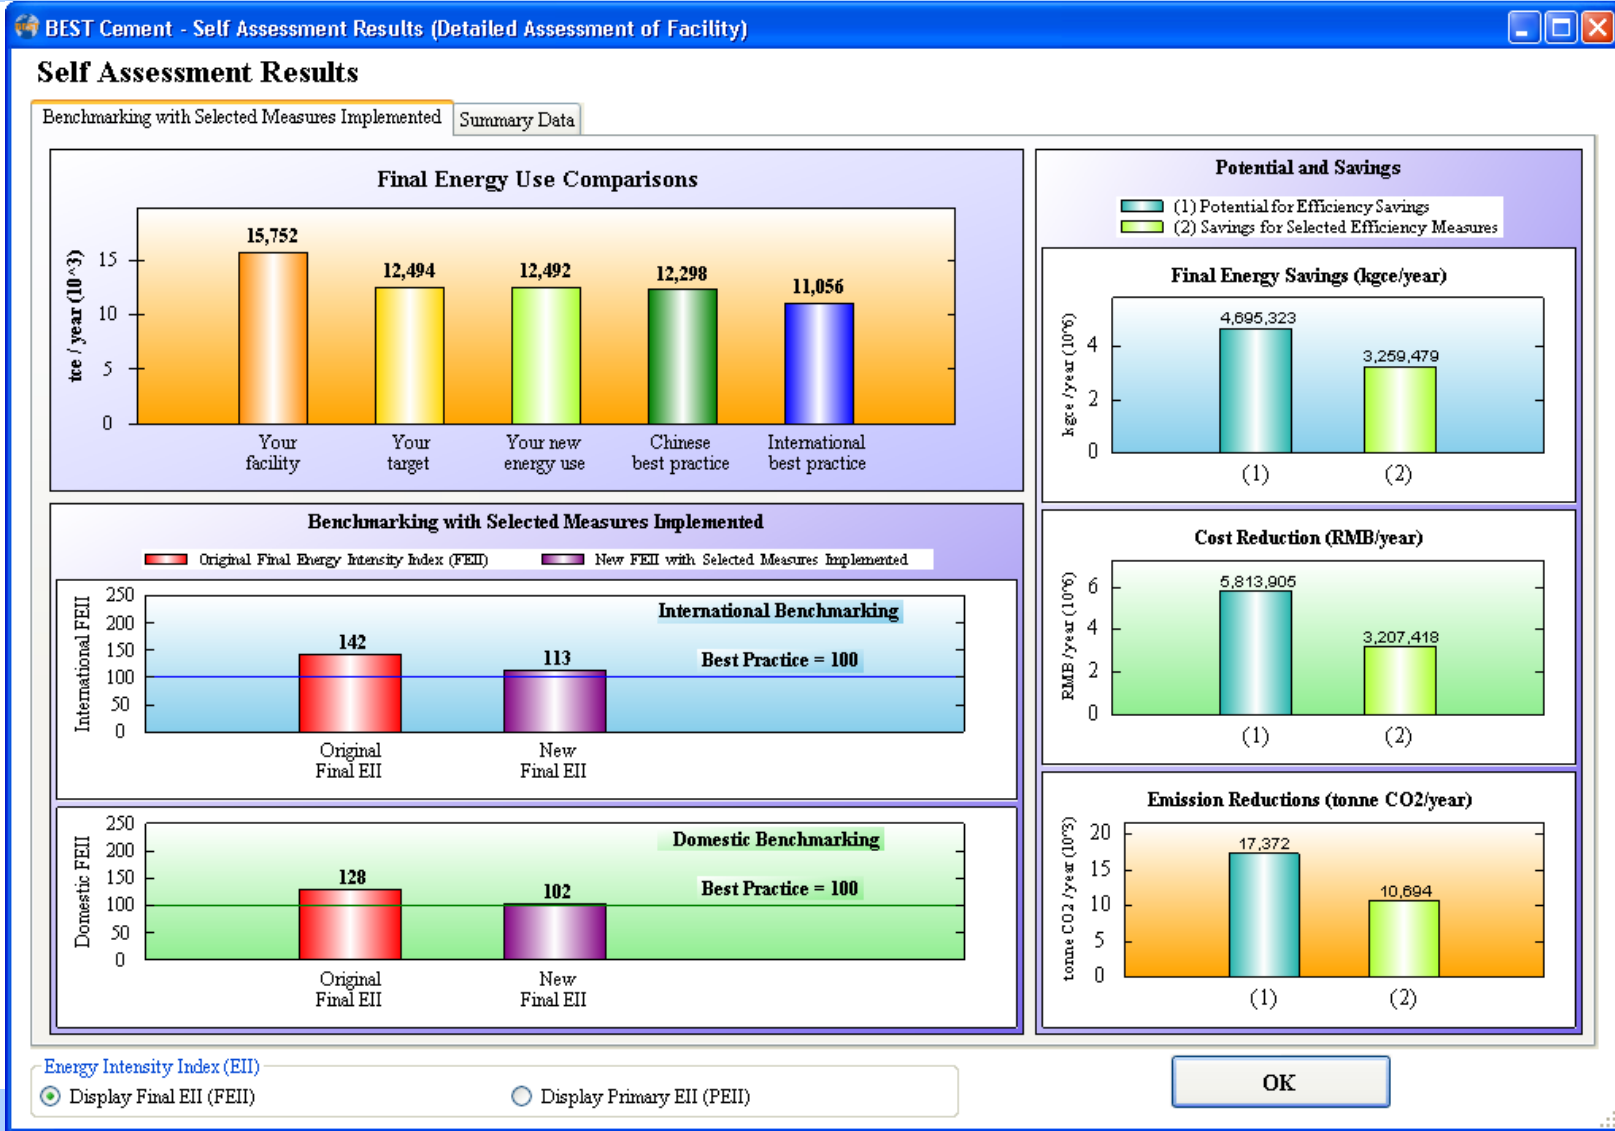 BEST Cement - Self Assessment Results (Detailed Assessment of Facility)
Self Assessment Results
Benchmarking with Selected Measures Implemented
Summary Data
Final Energy Use Comparisons
tce / year (10^3)
15
10
5
0
15,752
12,494
12,492
12,298
11,056
Your
facility
Your
target
Your new
energy use
Chinese
best practice
International
best practice
Benchmarking with Selected Measures Implemented
Original Final Energy Intensity Index (FEII)
New FEII with Selected Measures Implemented
International FEII
250
200
150
100
50
0
142
113
International Benchmarking
Best Practice = 100
Original
Final EII
New
Final EII
Domestic FEII
250
200
150
100
50
0
128
102
Domestic Benchmarking
Best Practice = 100
Original
Final EII
New
Final EII
Potential and Savings
(1) Potential for Efficiency Savings
(2) Savings for Selected Efficiency Measures
Final Energy Savings (kgce/year)
kgce /year (10^6)
4
2
0
4,695,323
3,259,479
(1)
(2)
Cost Reduction (RMB/year)
RMB /year (10^6)
6
4
2
0
5,813,905
3,207,418
(1)
(2)
Emission Reductions (tonne CO2/year)
tonne CO2 /year (10^3)
20
15
10
5
0
17,372
10,694
(1)
(2)
Energy Intensity Index (EII)
Display Final EII (FEII)
Display Primary EII (PEII)
OK